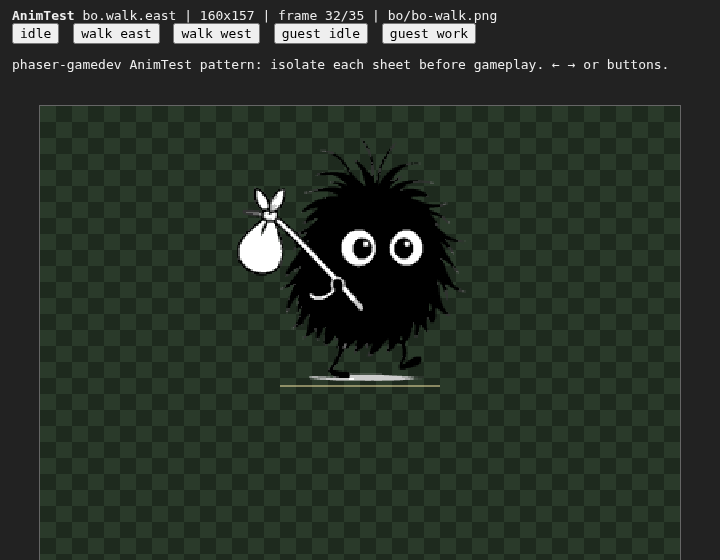 AnimTest bo.walk.east | 160x157 | frame 32/35 | bo/bo-walk.png
idle walk east walk west guest idle guest work
phaser-gamedev AnimTest pattern: isolate each sheet before gameplay. ← → or buttons.